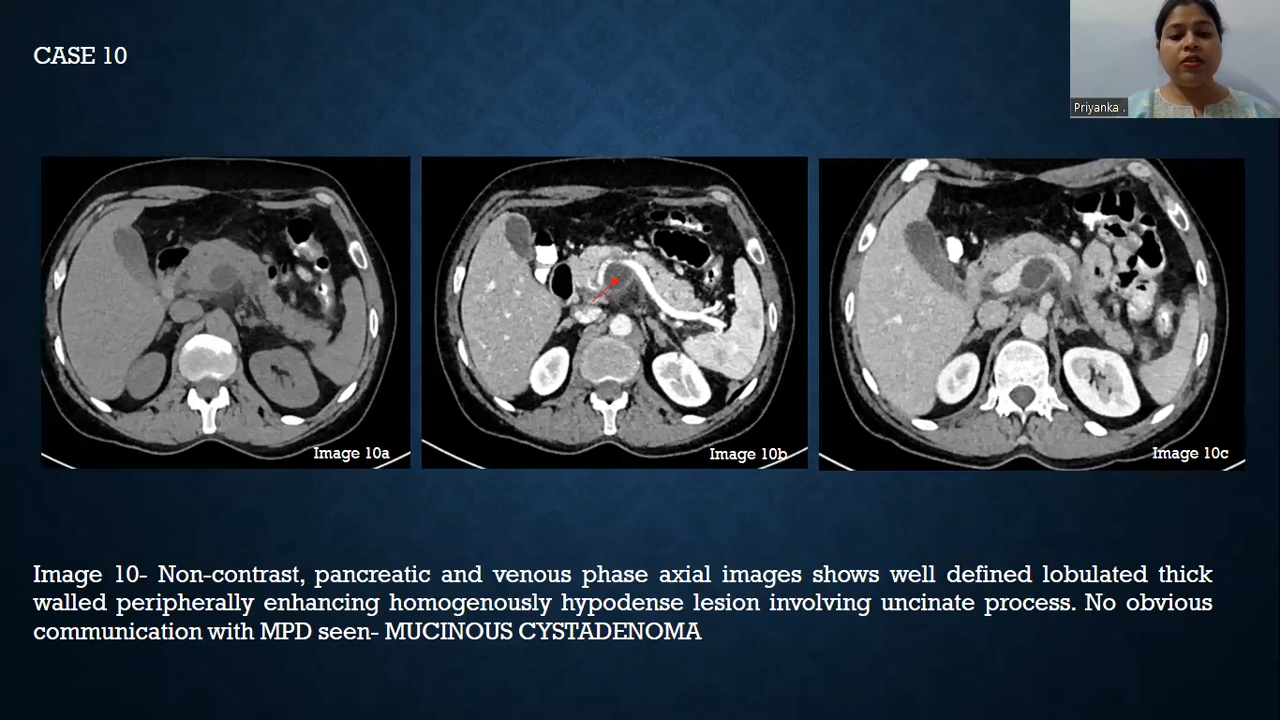 CASE 10
Priyanka .
Image 10a
Image 10b
Image 10c
Image 10- Non-contrast, pancreatic and venous phase axial images shows well defined lobulated thick
walled peripherally enhancing homogenously hypodense lesion involving uncinate process. No obvious
communication with MPD seen- MUCINOUS CYSTADENOMA